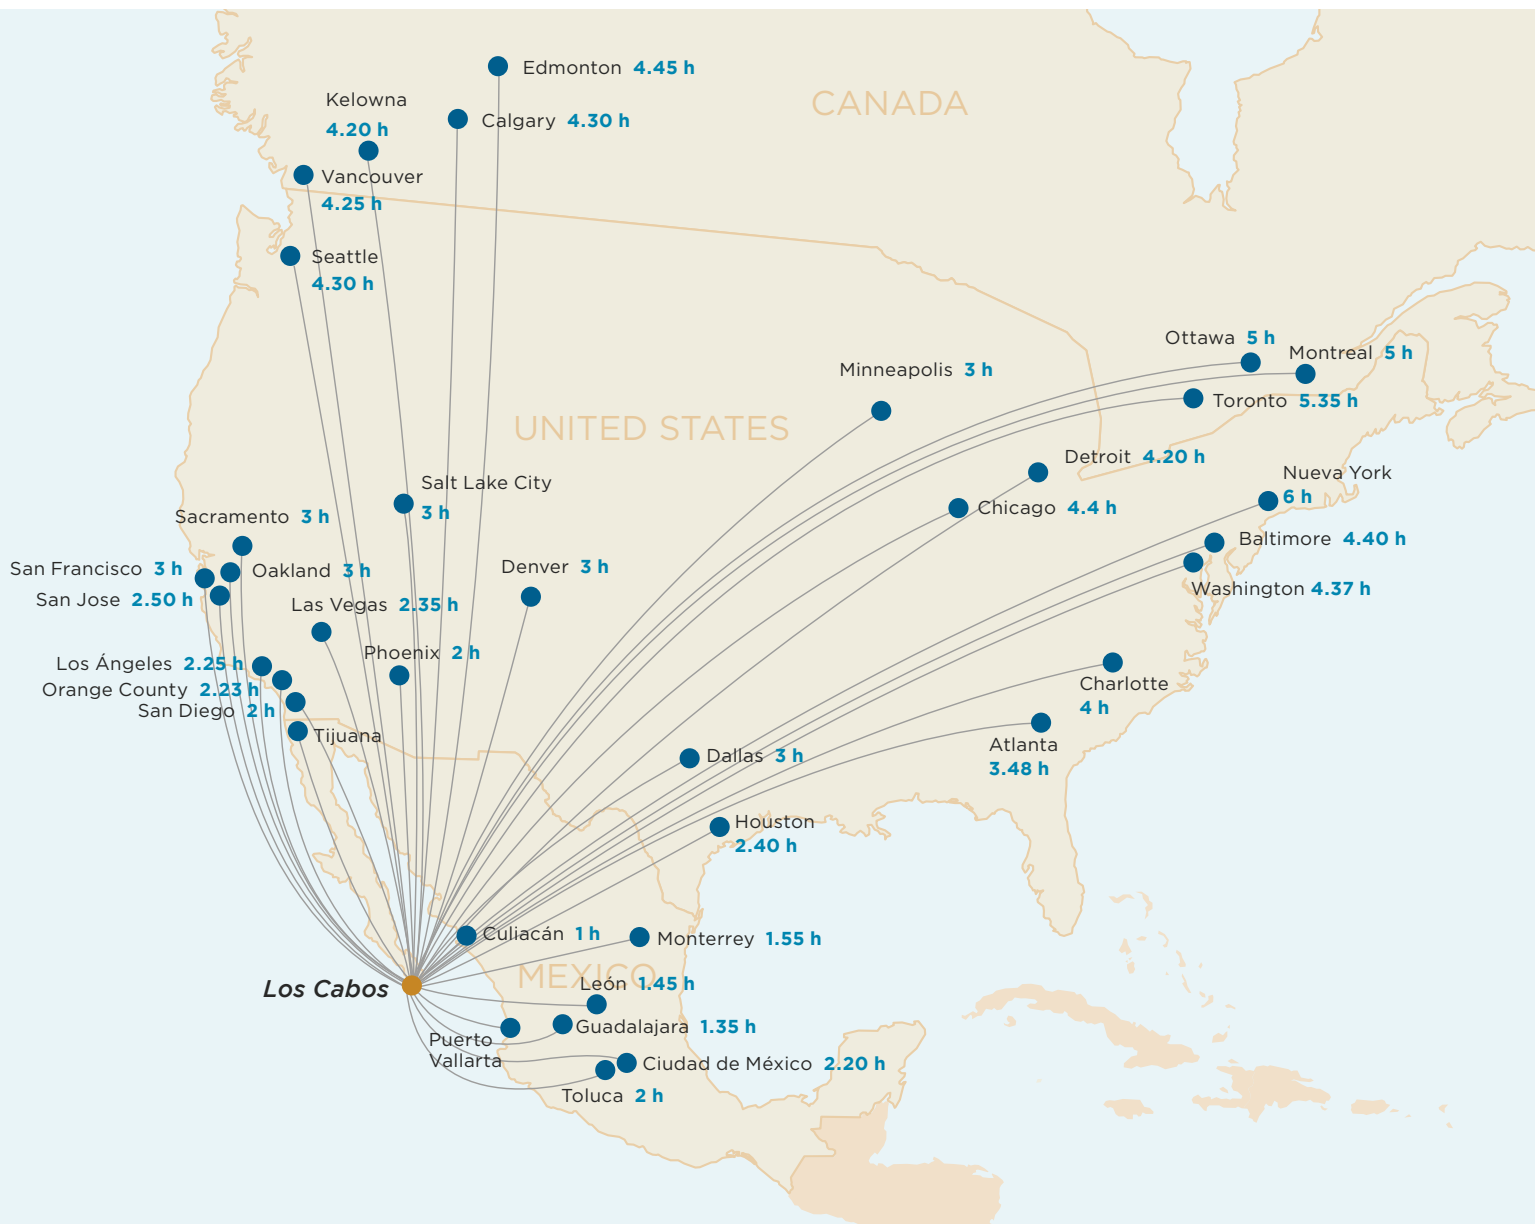 Edmonton 4.45 h
Kelowna
4.20 h
CANADA
Calgary 4.30 h
Vancouver
4.25 h
Seattle
4.30 h
Ottawa 5 h
Montreal 5 h
Minneapolis 3 h
Toronto 5.35 h
UNITED STATES
Detroit 4.20 h
Nueva York
6 h
Salt Lake City
3 h
Chicago 4.4 h
Sacramento 3 h
Baltimore 4.40 h
San Francisco 3 h
Oakland 3 h
Denver 3 h
Washington 4.37 h
San Jose 2.50 h
Las Vegas 2.35 h
Phoenix 2 h
Los Ángeles 2.25 h
Orange County 2.23 h
San Diego 2 h
Charlotte
4 h
Tijuana
Atlanta
3.48 h
Dallas 3 h
Houston
2.40 h
Culiacán 1 h
Monterrey 1.55 h
MEXICO
Los Cabos
León 1.45 h
Guadalajara 1.35 h
Puerto
Vallarta
Ciudad de México 2.20 h
Toluca 2 h